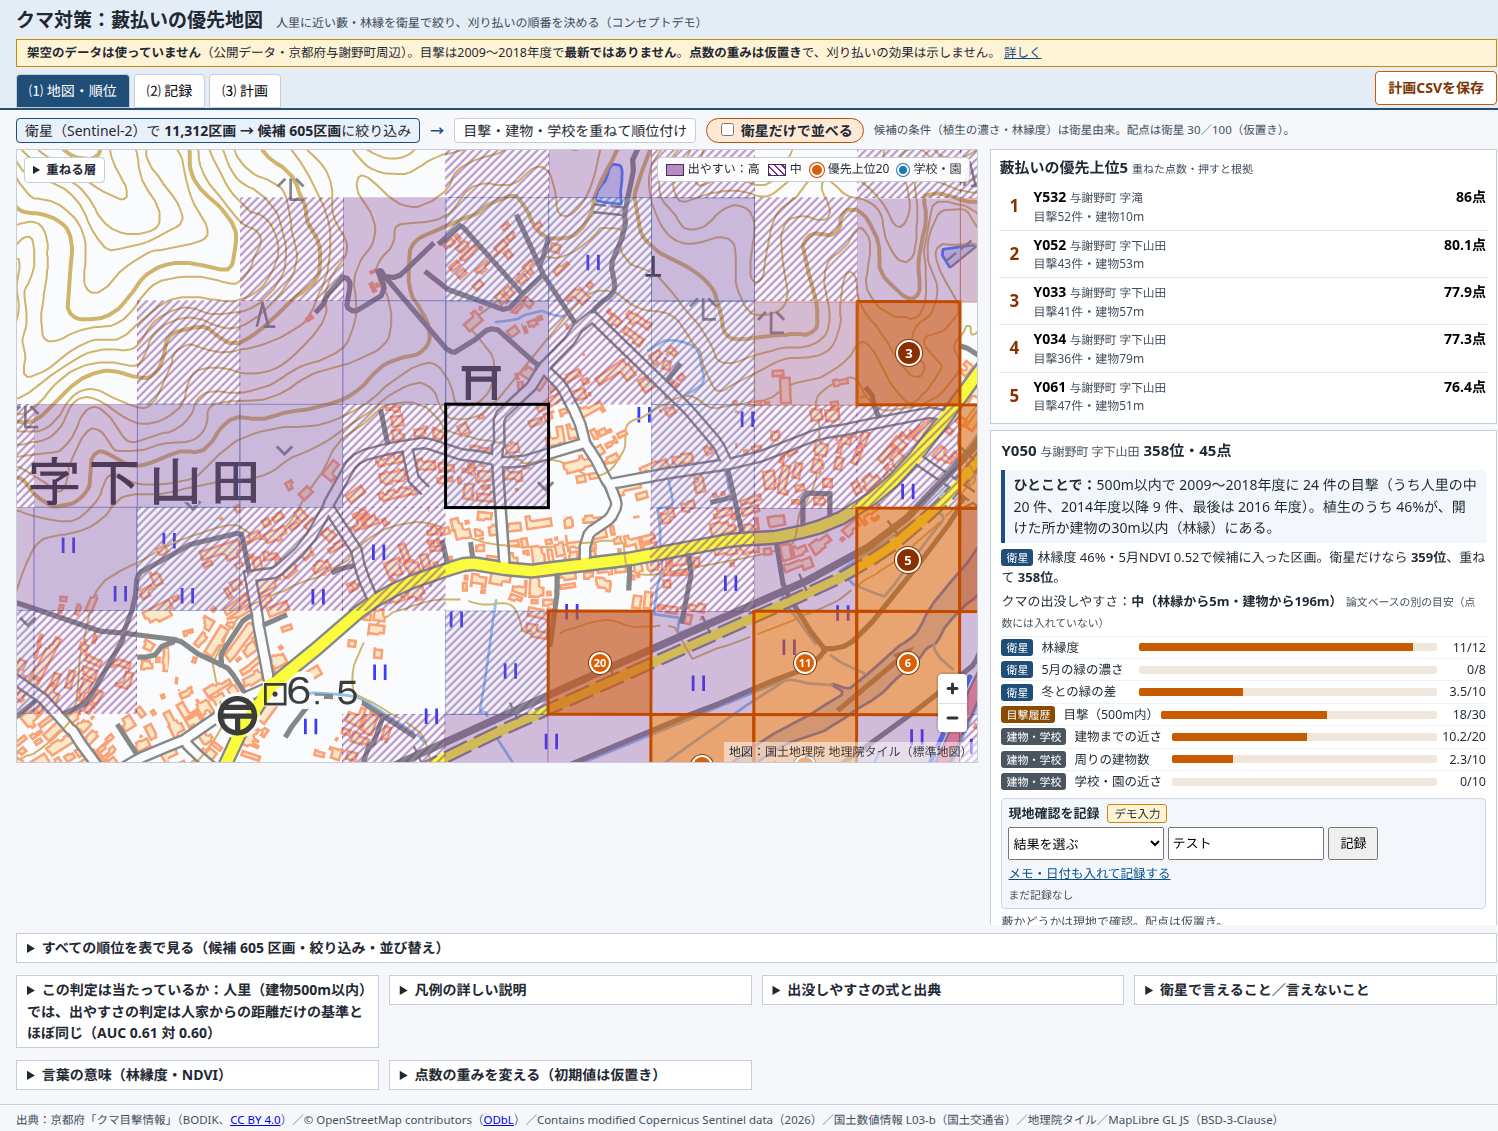 クマ対策：藪払いの優先地図 人里に近い藪・林縁を衛星で絞り、刈り払いの順番を決める（コンセプトデモ）
架空のデータは使っていません（公開データ・京都府与謝野町周辺）。目撃は2009～2018年度で最新ではありません。点数の重みは仮置きで、刈り払いの効果は示しません。 詳しく
(1) 地図・順位 (2) 記録 (3) 計画 計画CSVを保存
衛星（Sentinel-2）で 11,312区画 → 候補 605区画に絞り込み → 目撃・建物・学校を重ねて順位付け 衛星だけで並べる 候補の条件（植生の濃さ・林縁度）は衛星由来。配点は衛星 30／100（仮置き）。
▶ 重ねる層
出やすい：高 中 優先上位20 学校・園
字下山田
3
5
20
11
6
6.5
+
−
地図：国土地理院 地理院タイル（標準地図）
藪払いの優先上位5 重ねた点数・押すと根拠
1 Y532 与謝野町 字滝 86点
目撃52件・建物10m
2 Y052 与謝野町 字下山田 80.1点
目撃43件・建物53m
3 Y033 与謝野町 字下山田 77.9点
目撃41件・建物57m
4 Y034 与謝野町 字下山田 77.3点
目撃36件・建物79m
5 Y061 与謝野町 字下山田 76.4点
目撃47件・建物51m
Y050 与謝野町 字下山田 358位・45点
ひとことで：500m以内で 2009～2018年度に 24 件の目撃（うち人里の中
20 件、2014年度以降 9 件、最後は 2016 年度）。植生のうち 46%が、開
けた所か建物の30m以内（林縁）にある。
衛星 林縁度 46%・5月NDVI 0.52で候補に入った区画。衛星だけなら 359位、重ね
て 358位。
クマの出没しやすさ：中（林縁から5m・建物から196m） 論文ベースの別の目安（点
数には入れていない）
衛星 林縁度 11/12
衛星 5月の緑の濃さ 0/8
衛星 冬との緑の差 3.5/10
目撃履歴 目撃（500m内） 18/30
建物・学校 建物までの近さ 10.2/20
建物・学校 周りの建物数 2.3/10
建物・学校 学校・園の近さ 0/10
現地確認を記録 デモ入力
結果を選ぶ テスト 記録
メモ・日付も入れて記録する
まだ記録なし
藪かどうかは現地で確認。配点は仮置き。
▶ すべての順位を表で見る（候補 605 区画・絞り込み・並び替え）
▶ この判定は当たっているか：人里（建物500m以内）
では、出やすさの判定は人家からの距離だけの基準と
ほぼ同じ（AUC 0.61 対 0.60）
▶ 凡例の詳しい説明
▶ 出没しやすさの式と出典
▶ 衛星で言えること／言えないこと
▶ 言葉の意味（林縁度・NDVI）
▶ 点数の重みを変える（初期値は仮置き）
出典：京都府「クマ目撃情報」（BODIK、CC BY 4.0）／© OpenStreetMap contributors（ODbL）／Contains modified Copernicus Sentinel data（2026）／国土数値情報 L03-b（国土交通省）／地理院タイル／MapLibre GL JS（BSD-3-Clause）